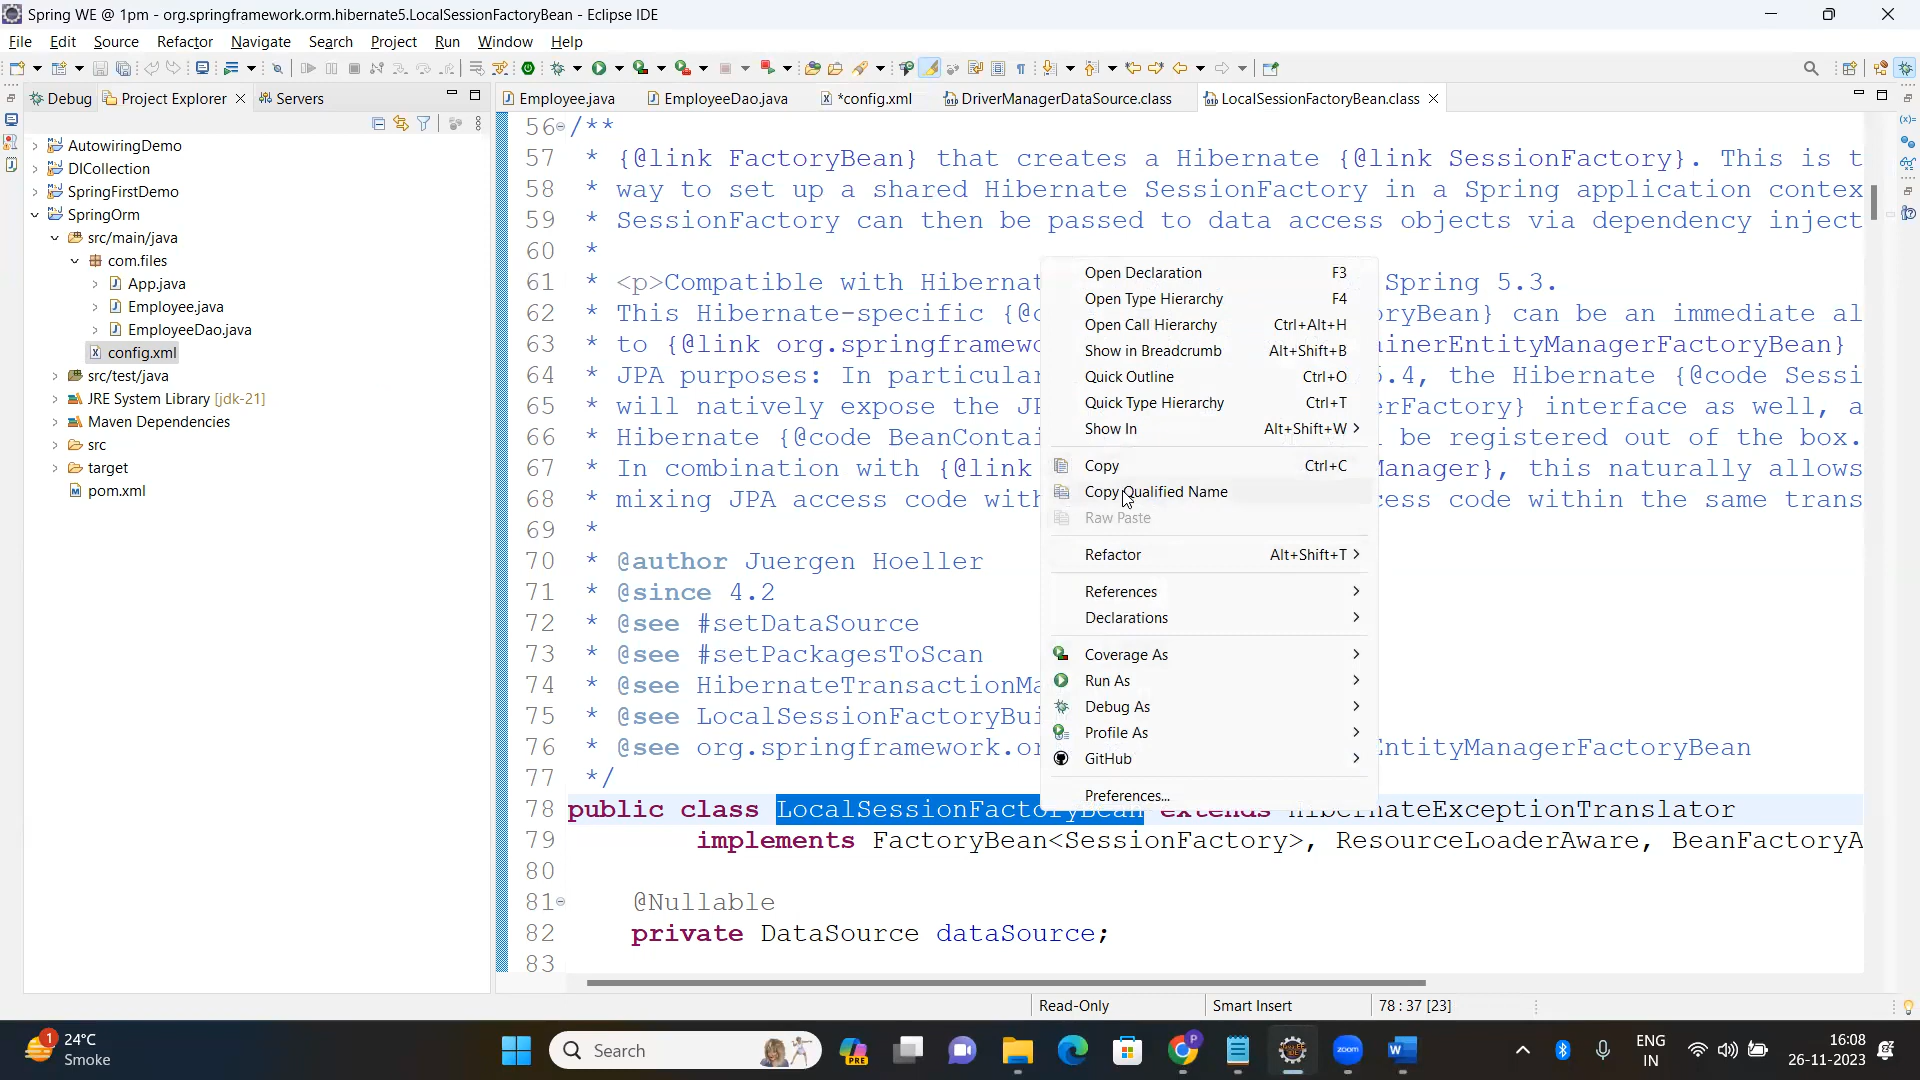 Spring WE @ 1pm - org.springframework.orm.hibernate5.LocalSessionFactoryBean - Eclipse IDE
File Edit Source Refactor Navigate Search Project Run Window Help
Debug Project Explorer Servers
Employee.java EmployeeDao.java *config.xml DriverManagerDataSource.class LocalSessionFactoryBean.class
AutowiringDemo
DICollection
SpringFirstDemo
SpringOrm
src/main/java
com.files
App.java
Employee.java
EmployeeDao.java
config.xml
src/test/java
JRE System Library [jdk-21]
Maven Dependencies
src
target
pom.xml
56 /**
57 * {@link FactoryBean} that creates a Hibernate {@link SessionFactory}. This is t
58 * way to set up a shared Hibernate SessionFactory in a Spring application contex
59 * SessionFactory can then be passed to data access objects via dependency inject
60 *
61 * <p>Compatible with Hibernat Spring 5.3.
62 * This Hibernate-specific {@c oryBean} can be an immediate al
63 * to {@link org.springframewo ainerEntityManagerFactoryBean}
64 * JPA purposes: In particular 5.4, the Hibernate {@code Sessi
65 * will natively expose the JP erFactory} interface as well, a
66 * Hibernate {@code BeanContai l be registered out of the box.
67 * In combination with {@link Manager}, this naturally allows
68 * mixing JPA access code with cess code within the same trans
69 *
70 * @author Juergen Hoeller
71 * @since 4.2
72 * @see #setDataSource
73 * @see #setPackagesToScan
74 * @see HibernateTransactionMa
75 * @see LocalSessionFactoryBui
76 * @see org.springframework.or EntityManagerFactoryBean
77 */
78 public class LocalSessionFactoryBean extends HibernateExceptionTranslator
79 implements FactoryBean<SessionFactory>, ResourceLoaderAware, BeanFactoryA
80
81 @Nullable
82 private DataSource dataSource;
83
Open Declaration F3
Open Type Hierarchy F4
Open Call Hierarchy Ctrl+Alt+H
Show in Breadcrumb Alt+Shift+B
Quick Outline Ctrl+O
Quick Type Hierarchy Ctrl+T
Show In Alt+Shift+W
Copy Ctrl+C
Copy Qualified Name
Raw Paste
Refactor Alt+Shift+T
References
Declarations
Coverage As
Run As
Debug As
Profile As
GitHub
Preferences...
Read-Only Smart Insert 78 : 37 [23]
1 24°C
Smoke
Search
PRE
P
zoom
W
ENG
IN
16:08
26-11-2023